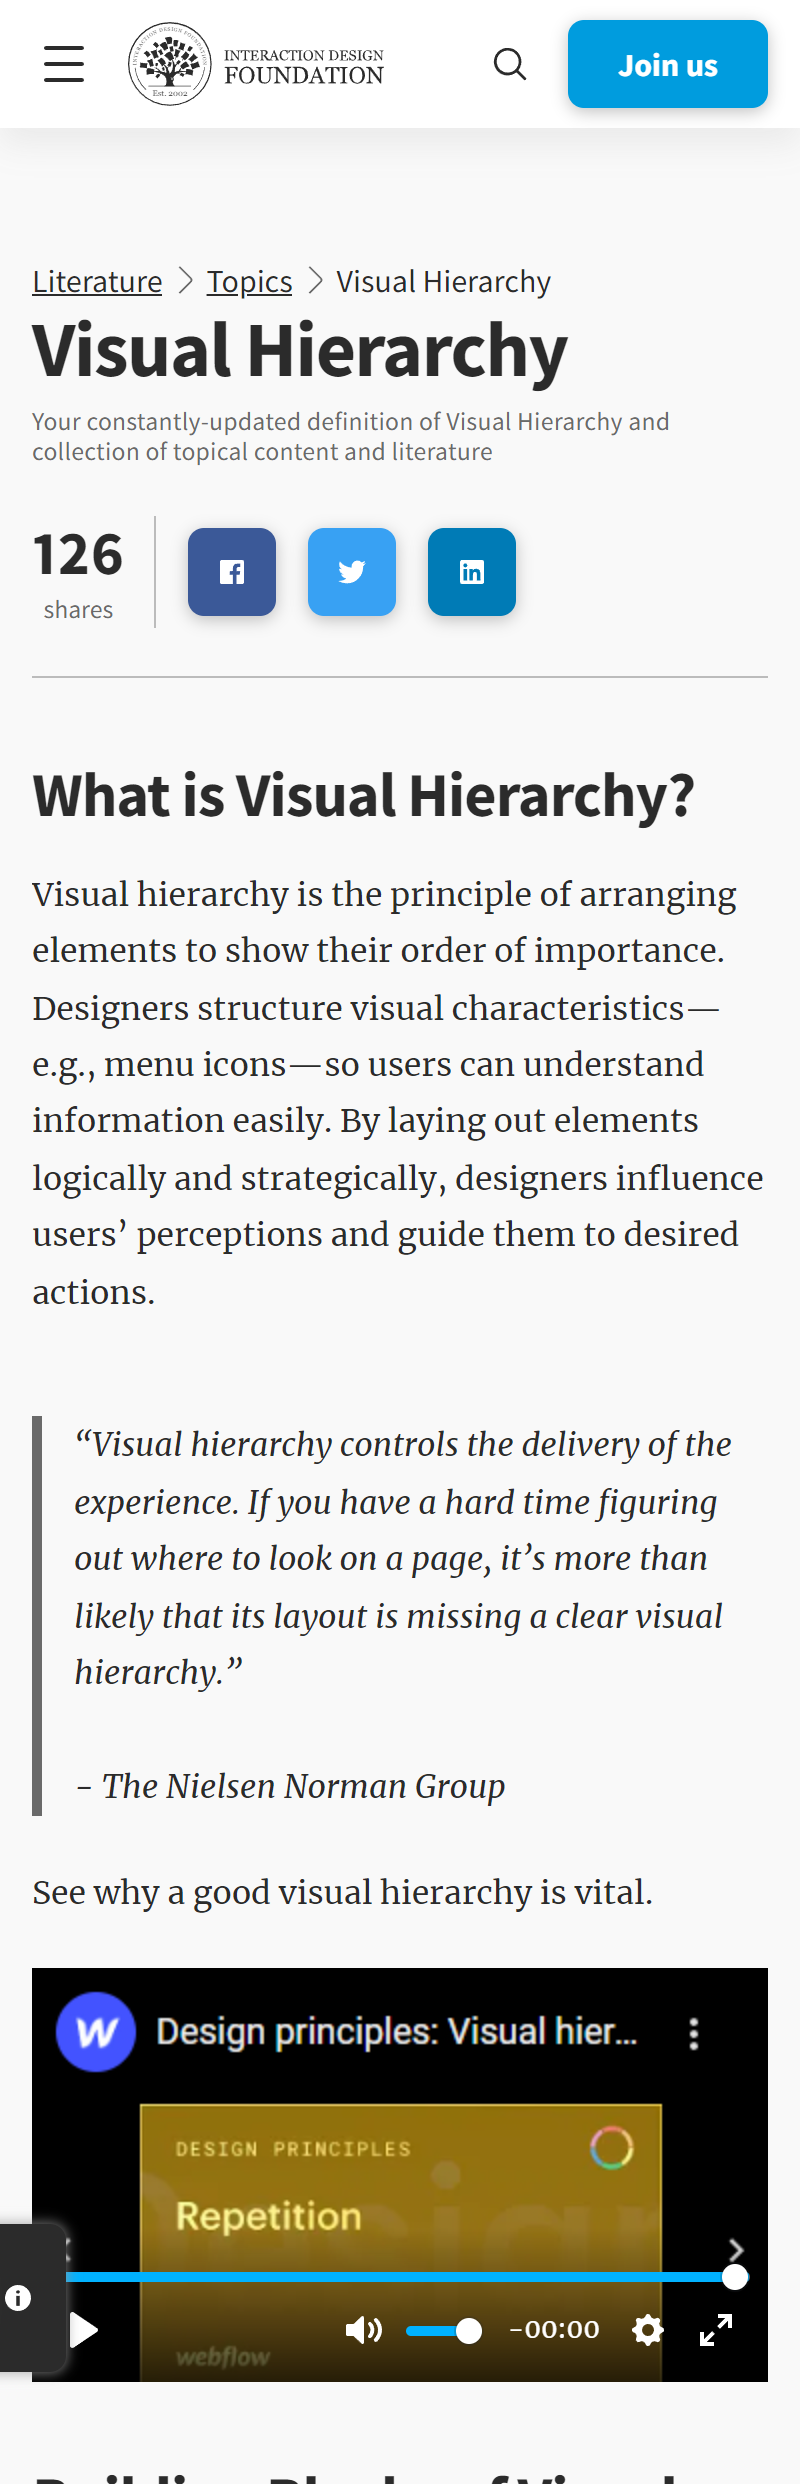 INTERACTION DESIGN FOUNDATION
Est. 2002
INTERACTION DESIGN
FOUNDATION
Join us
Literature > Topics > Visual Hierarchy
Visual Hierarchy
Your constantly-updated definition of Visual Hierarchy and
collection of topical content and literature
126
shares
What is Visual Hierarchy?
Visual hierarchy is the principle of arranging
elements to show their order of importance.
Designers structure visual characteristics—
e.g., menu icons—so users can understand
information easily. By laying out elements
logically and strategically, designers influence
users’ perceptions and guide them to desired
actions.
“Visual hierarchy controls the delivery of the
experience. If you have a hard time figuring
out where to look on a page, it’s more than
likely that its layout is missing a clear visual
hierarchy.”
– The Nielsen Norman Group
See why a good visual hierarchy is vital.
Design principles: Visual hier...
DESIGN PRINCIPLES
Repetition
-00:00
webflow